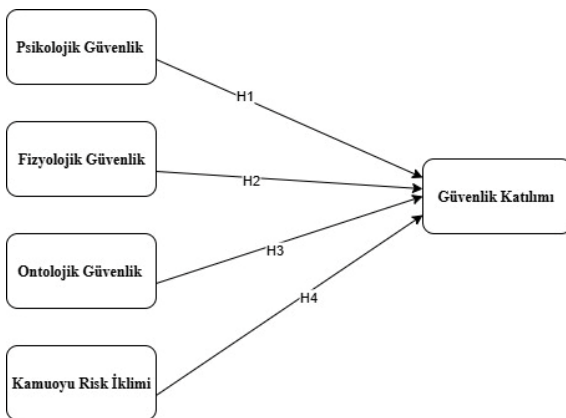 Psikolojik Güvenlik
H1
Fizyolojik Güvenlik
H2
Güvenlik Katılımı
Ontolojik Güvenlik
H3
H4
Kamuoyu Risk İklimi